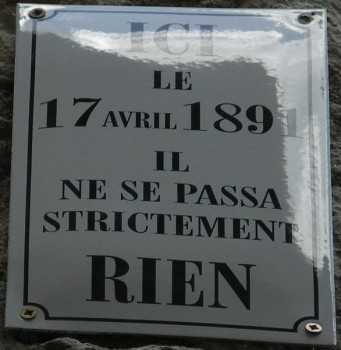 ICI
LE
17 AVRIL 1891
IL
NE SE PASSA
STRICTEMENT
RIEN